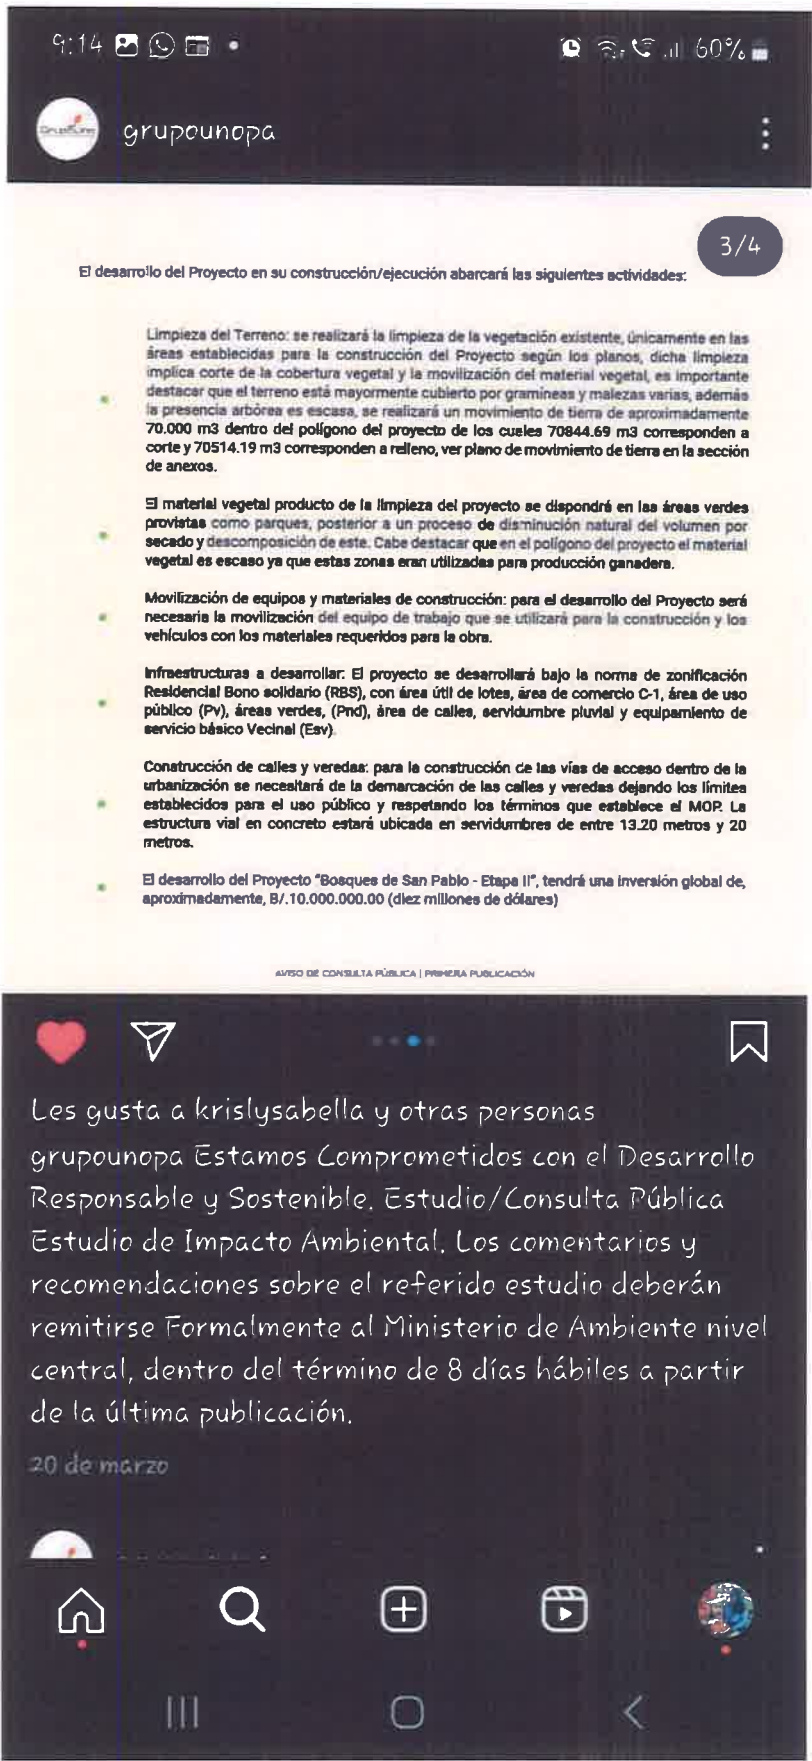 9:14
60%
grupounopa
3/4
El desarrollo del Proyecto en su construcción/ejecución abarcará las siguientes actividades:
Limpieza del Terreno: se realizará la limpieza de la vegetación existente, únicamente en las
áreas establecidas para la construcción del Proyecto según los planos, dicha limpieza
implica corte de la cobertura vegetal y la movilización del material vegetal, es importante
destacar que el terreno está mayormente cubierto por gramíneas y malezas varias, además
la presencia arbórea es escasa, se realizará un movimiento de tierra de aproximadamente
70.000 m3 dentro del polígono del proyecto de los cuales 70844.69 m3 corresponden a
corte y 70514.19 m3 corresponden a relleno, ver plano de movimiento de tierra en la sección
de anexos.
El material vegetal producto de la limpieza del proyecto se dispondrá en las áreas verdes
provistas como parques, posterior a un proceso de disminución natural del volumen por
secado y descomposición de este. Cabe destacar que en el polígono del proyecto el material
vegetal es escaso ya que estas zonas eran utilizadas para producción ganadera.
Movilización de equipos y materiales de construcción: para el desarrollo del Proyecto será
necesaria la movilización del equipo de trabajo que se utilizará para la construcción y los
vehículos con los materiales requeridos para la obra.
Infraestructuras a desarrollar: El proyecto se desarrollará bajo la norma de zonificación
Residencial Bono solidario (RBS), con área útil de lotes, área de comercio C-1, área de uso
público (Pv), áreas verdes, (Pnd), área de calles, servidumbre pluvial y equipamiento de
servicio básico Vecinal (Esv).
Construcción de calles y veredas: para la construcción de las vías de acceso dentro de la
urbanización se necesitará de la demarcación de las calles y veredas dejando los límites
establecidos para el uso público y respetando los términos que establece el MOP. La
estructura vial en concreto estará ubicada en servidumbres de entre 13.20 metros y 20
metros.
El desarrollo del Proyecto "Bosques de San Pablo - Etapa II", tendrá una inversión global de,
aproximadamente, B/.10.000.000.00 (diez millones de dólares)
AVISO DE CONSULTA PÚBLICA | PRIMERA PUBLICACIÓN
Les gusta a krislysabella y otras personas
grupounopa Estamos Comprometidos con el Desarrollo
Responsable y Sostenible. Estudio/Consulta Pública
Estudio de Impacto Ambiental. Los comentarios y
recomendaciones sobre el referido estudio deberán
remitirse Formalmente al Ministerio de Ambiente nivel
central, dentro del término de 8 días hábiles a partir
de la última publicación.
20 de marzo